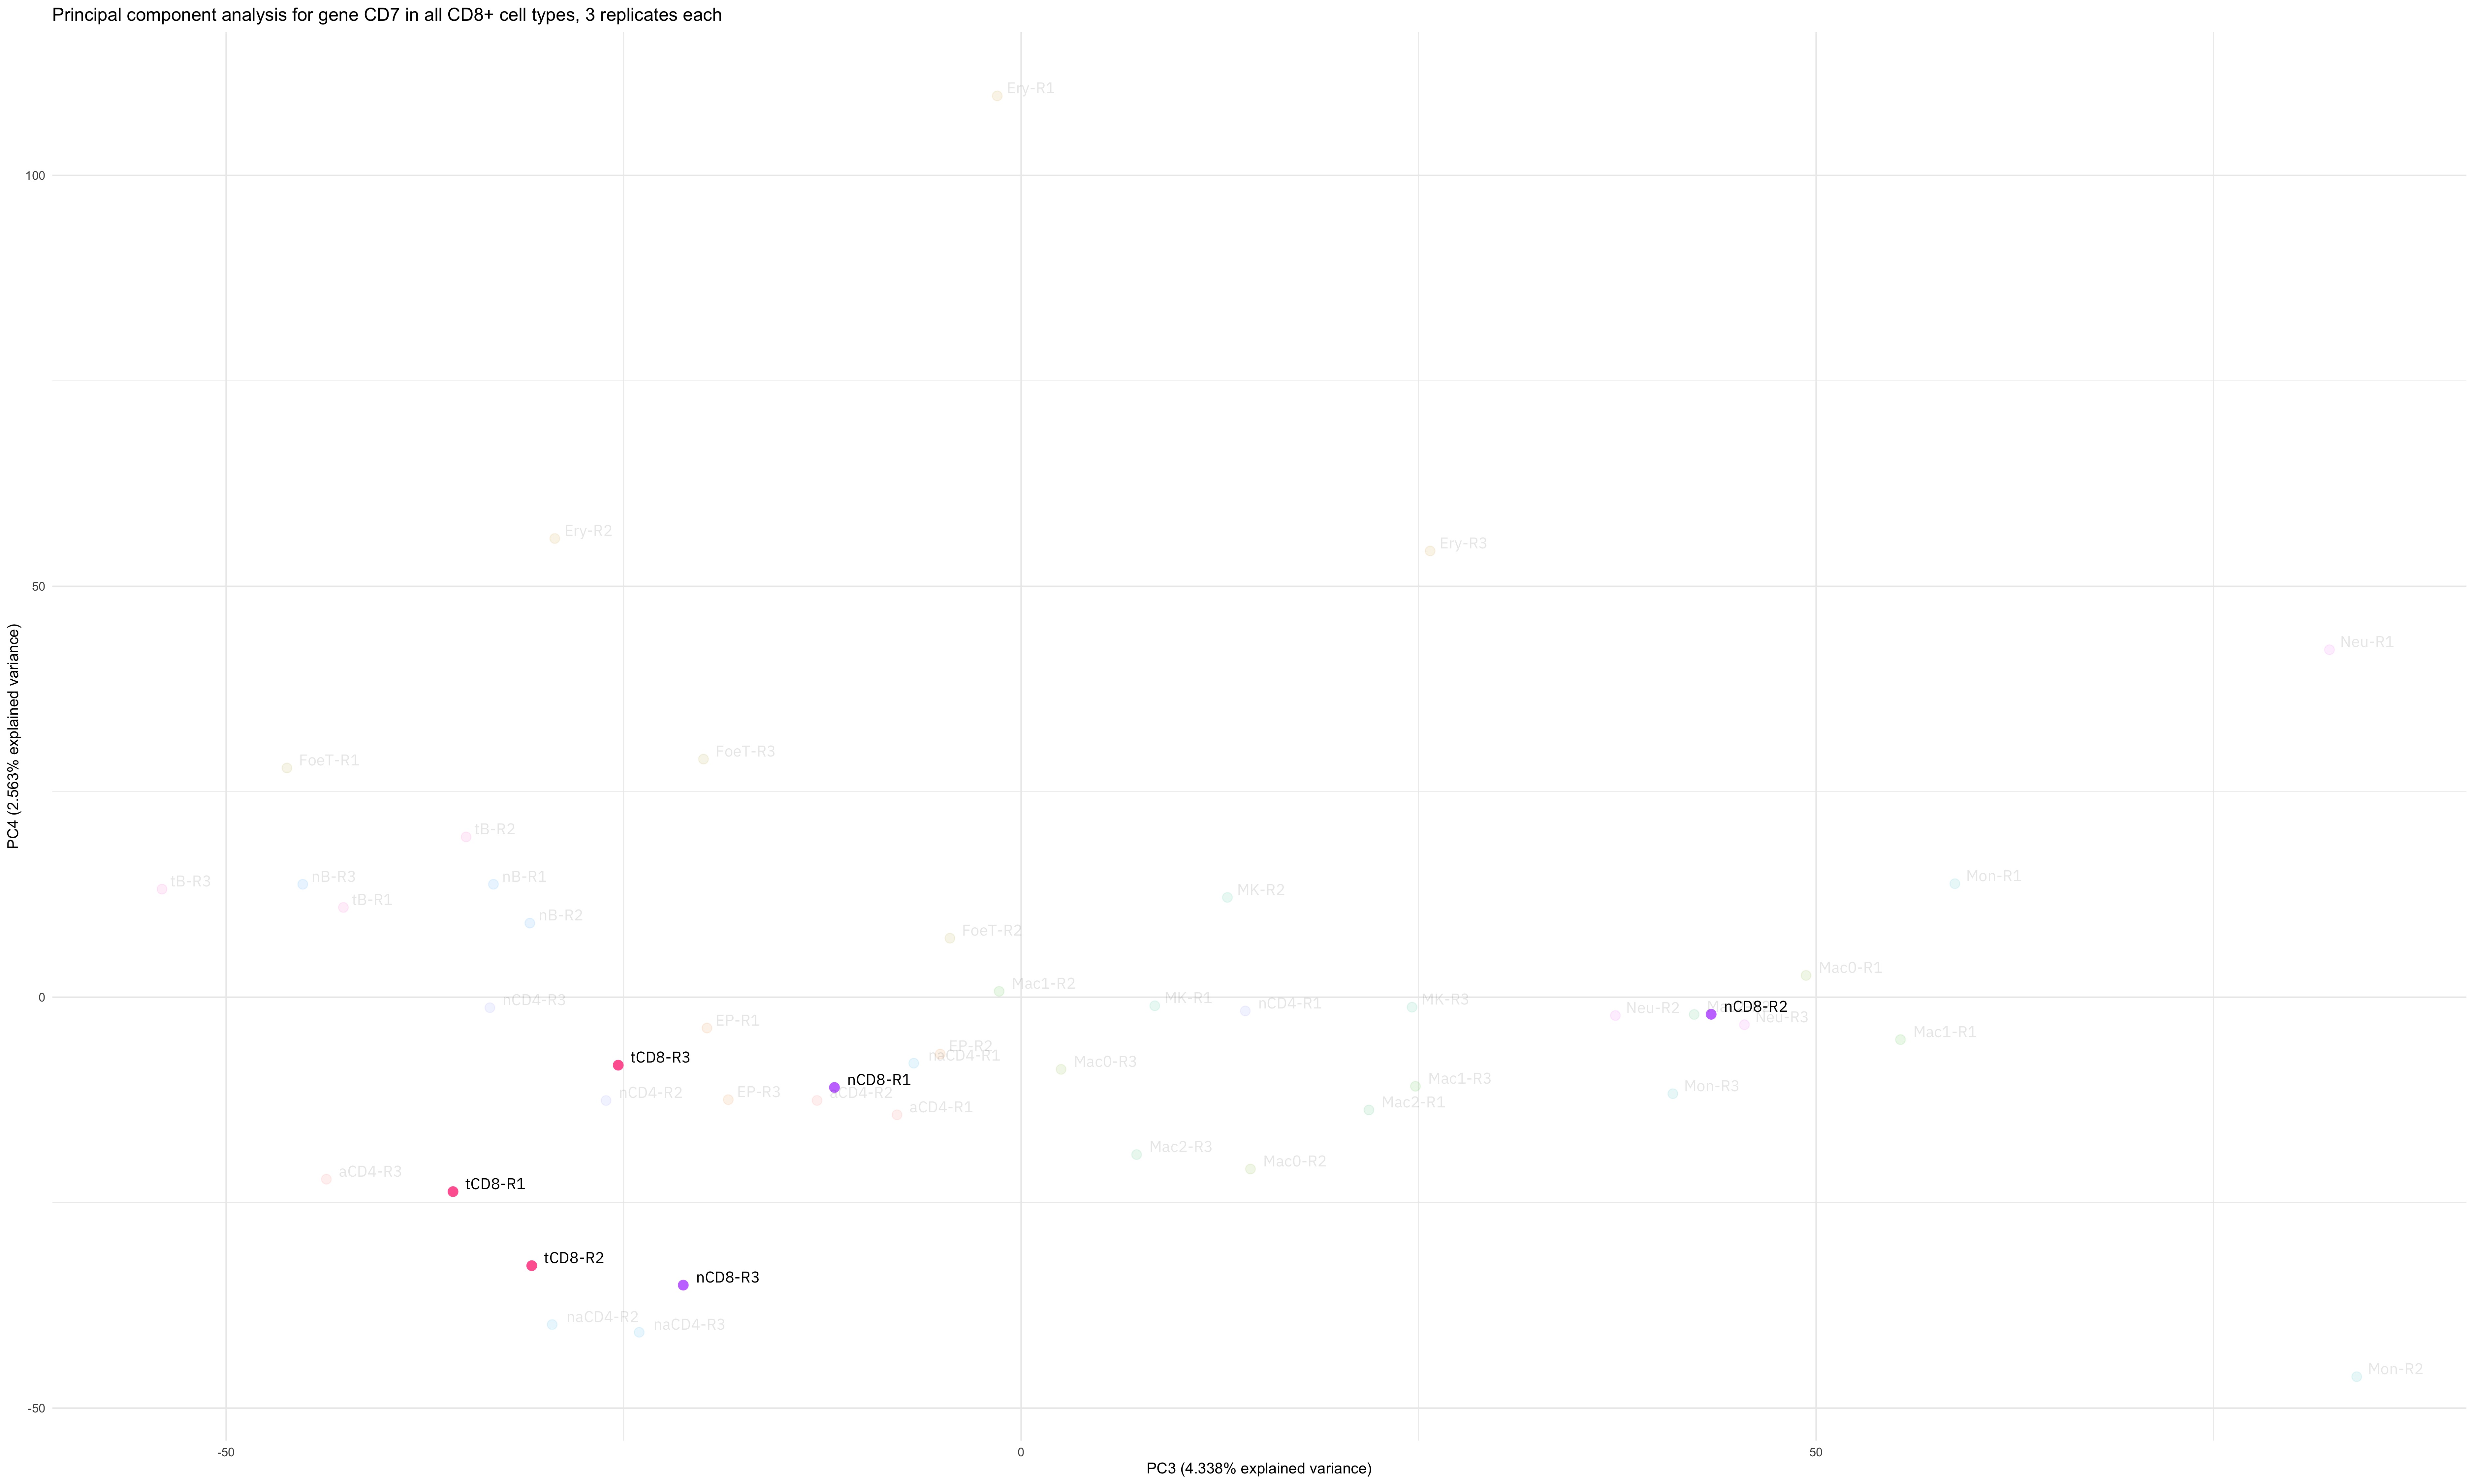 Principal component analysis for gene CD7 in all CD8+ cell types, 3 replicates each
Ery-R1
100
Ery-R2
Ery-R3
50
Neu-R1
FoeT-R3
FoeT-R1
tB-R2
tB-R3
nB-R3
nB-R1
Mon-R1
MK-R2
tB-R1
nB-R2
FoeT-R2
Mac0-R1
Mac1-R2
0
nCD4-R3
MK-R1
nCD4-R1
MK-R3
Neu-R2
nCD8-R2
Neu-R3
EP-R1
Mac1-R1
EP-R2
naCD4-R1
tCD8-R3
Mac0-R3
nCD8-R1
Mac1-R3
Mon-R3
nCD4-R2
EP-R3
aCD4-R2
Mac2-R1
aCD4-R1
Mac2-R3
Mac0-R2
aCD4-R3
tCD8-R1
tCD8-R2
nCD8-R3
naCD4-R2
naCD4-R3
Mon-R2
-50
-50
0
50
PC3 (4.338% explained variance)
PC4 (2.563% explained variance)